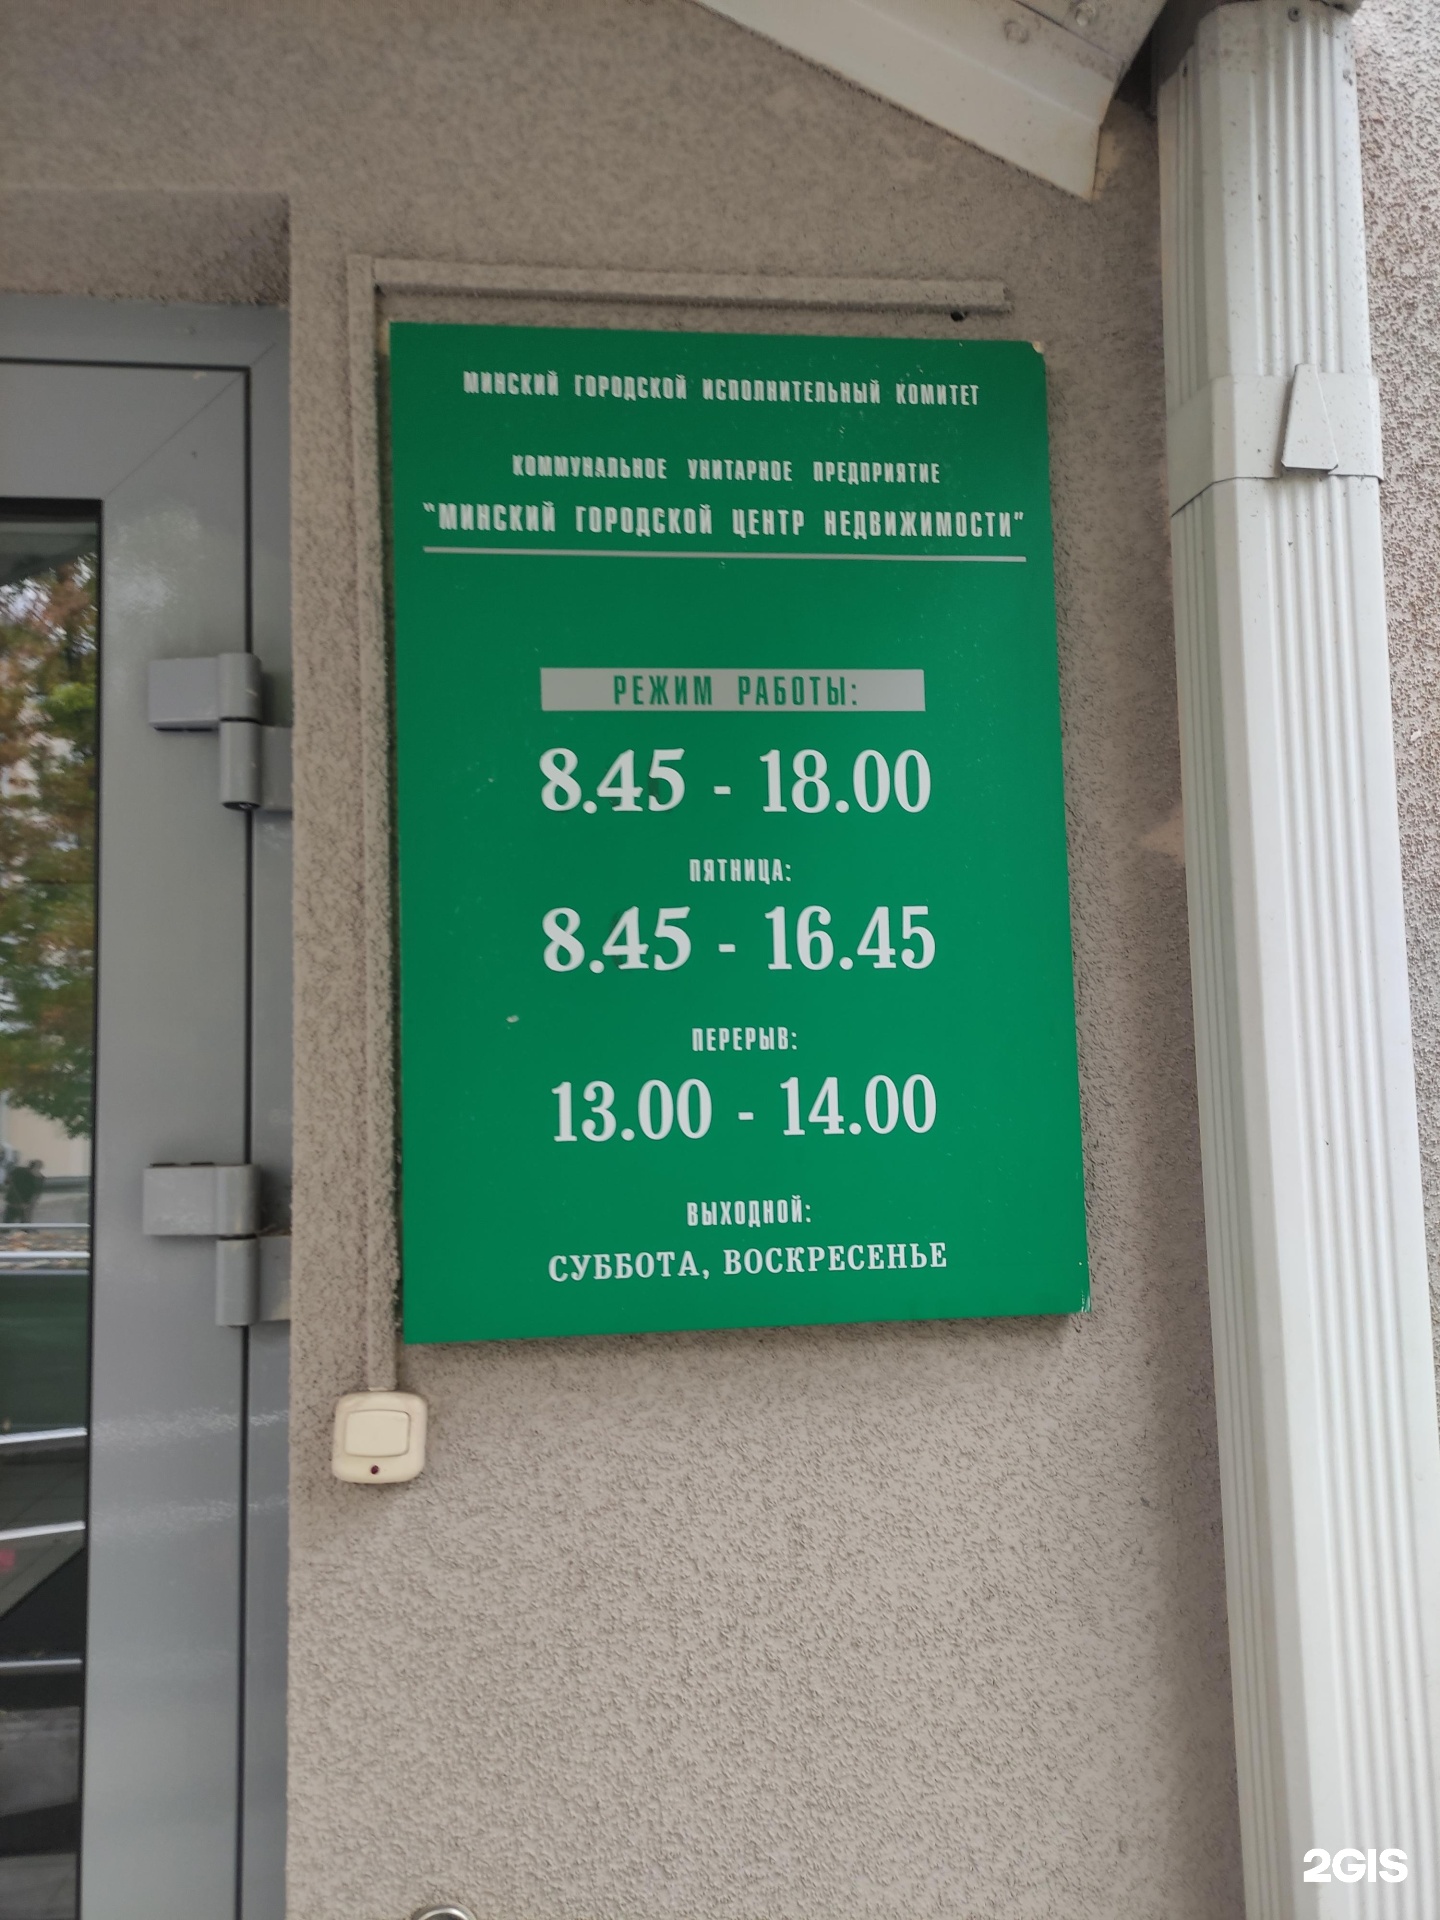 МИНСКИЙ ГОРОДСКОЙ ИСПОЛНИТЕЛЬНЫЙ КОМИТЕТ
КОММУНАЛЬНОЕ УНИТАРНОЕ ПРЕДПРИЯТИЕ
"МИНСКИЙ ГОРОДСКОЙ ЦЕНТР НЕДВИЖИМОСТИ"
РЕЖИМ РАБОТЫ:
8.45 - 18.00
ПЯТНИЦА:
8.45 - 16.45
ПЕРЕРЫВ:
13.00 - 14.00
ВЫХОДНОЙ:
СУББОТА, ВОСКРЕСЕНЬЕ
2GIS